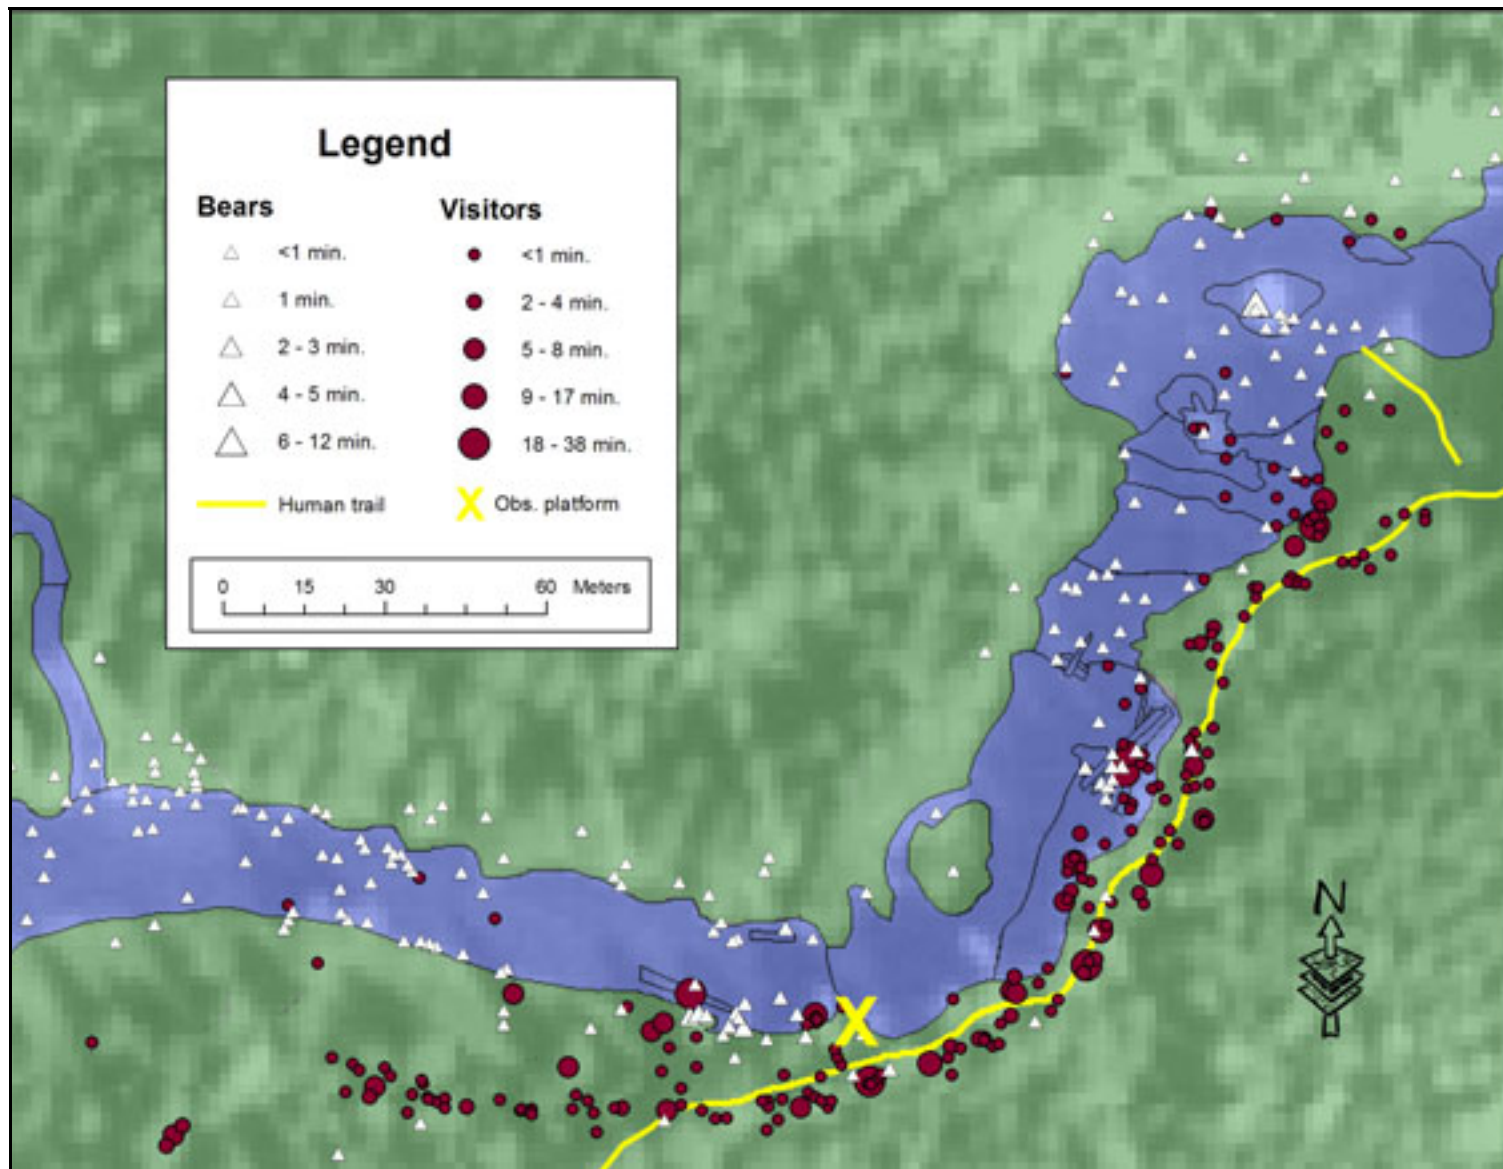 Legend
Bears Visitors
<1 min. <1 min.
1 min. 2 - 4 min.
2 - 3 min. 5 - 8 min.
4 - 5 min. 9 - 17 min.
6 - 12 min. 18 - 38 min.
Human trail X Obs. platform
0 15 30 60 Meters
X
N